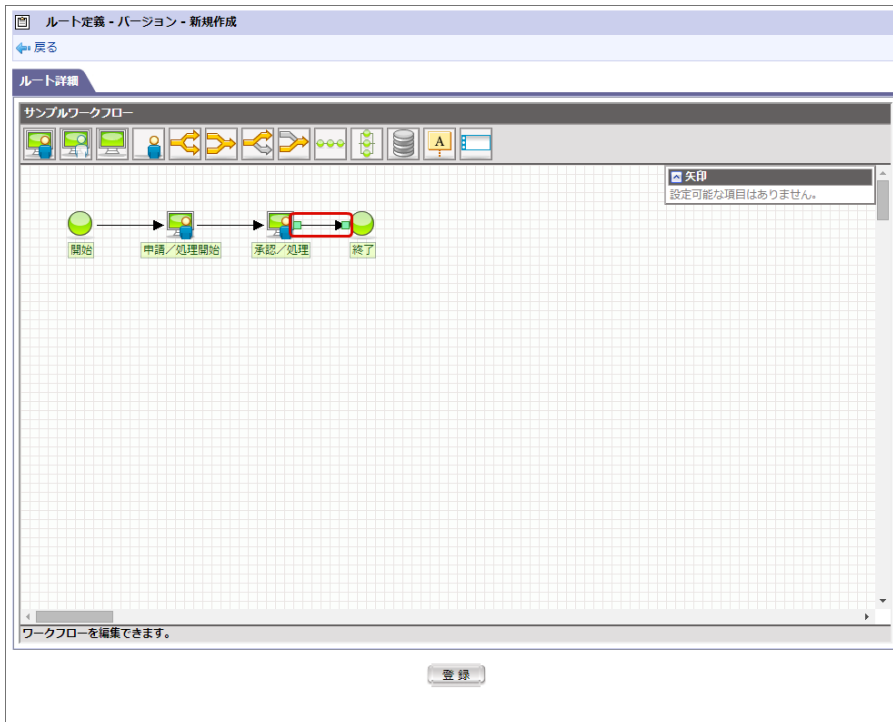 ルート定義 - バージョン - 新規作成
戻る
ルート詳細
サンプルワークフロー
A
矢印
設定可能な項目はありません。
開始
申請／処理開始
承認／処理
終了
ワークフローを編集できます。
登録